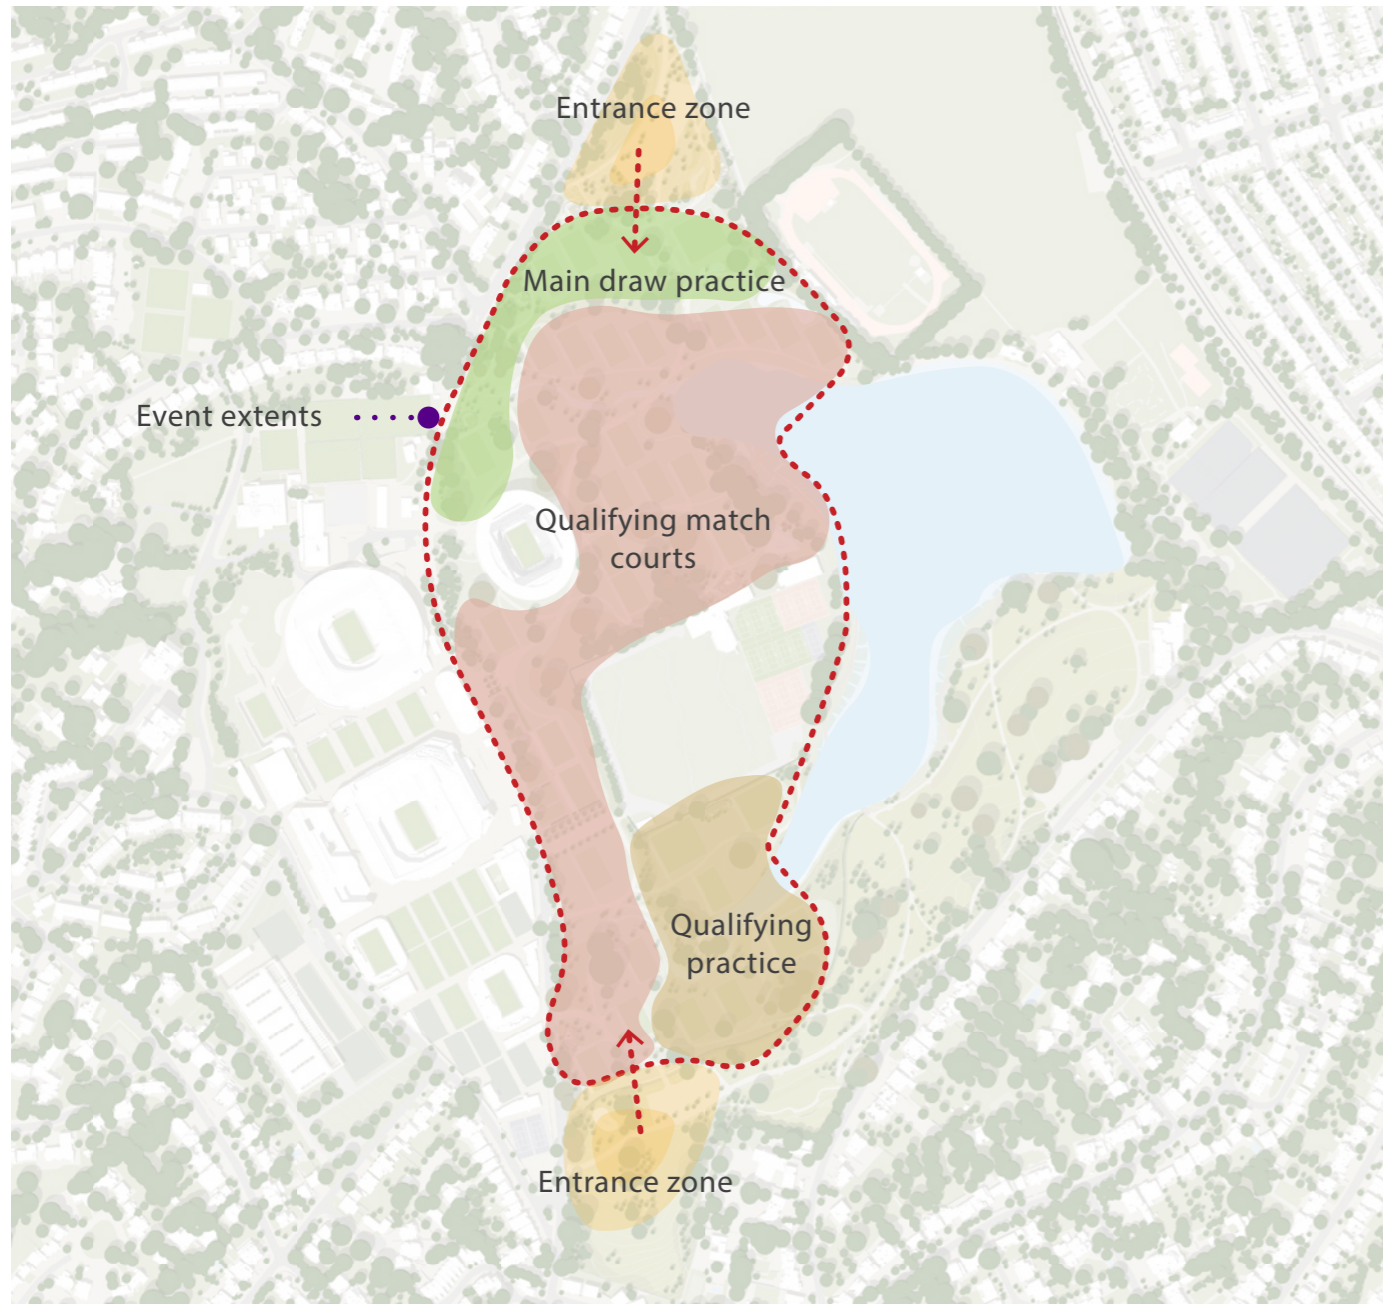 Entrance zone
Main draw practice
Event extents
Qualifying match
courts
Qualifying
practice
Entrance zone